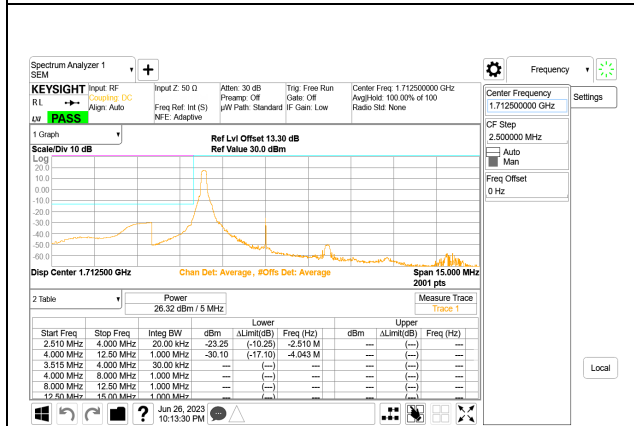 Spectrum Analyzer 1
SEM
+
Frequency
KEYSIGHT
R L
LXI
PASS
Input: RF
Coupling: DC
Align: Auto
Input Z: 50 Ω
Freq Ref: Int (S)
NFE: Adaptive
Atten: 30 dB
Preamp: Off
µW Path: Standard
Trig: Free Run
Gate: Off
IF Gain: Low
Center Freq: 1.712500000 GHz
Avg|Hold: 100.00% of 100
Radio Std: None
Center Frequency
1.712500000 GHz
Settings
CF Step
2.500000 MHz
Auto
Man
Freq Offset
0 Hz
Local
1 Graph
Scale/Div 10 dB
Ref Lvl Offset 13.30 dB
Ref Value 30.0 dBm
Log
20.0
10.0
0.00
-10.0
-20.0
-30.0
-40.0
-50.0
-60.0
Disp Center 1.712500 GHz
Chan Det: Average, #Offs Det: Average
Span 15.000 MHz
2001 pts
2 Table
Power
26.32 dBm / 5 MHz
Measure Trace
Trace 1
Lower Upper
Start Freq Stop Freq Integ BW dBm ΔLimit(dB) Freq (Hz) dBm ΔLimit(dB) Freq (Hz)
2.510 MHz 4.000 MHz 20.00 kHz -23.25 (-10.25) -2.510 M --- (---) ---
4.000 MHz 12.50 MHz 1.000 MHz -30.10 (-17.10) -4.043 M --- (---) ---
3.515 MHz 4.000 MHz 30.00 kHz --- (---) --- --- (---) ---
4.000 MHz 8.000 MHz 1.000 MHz --- (---) --- --- (---) ---
8.000 MHz 12.50 MHz 1.000 MHz --- (---) --- --- (---) ---
12.50 MHz 15.00 MHz 1.000 MHz --- (---) --- --- (---) ---
?
Jun 26, 2023
10:13:30 PM